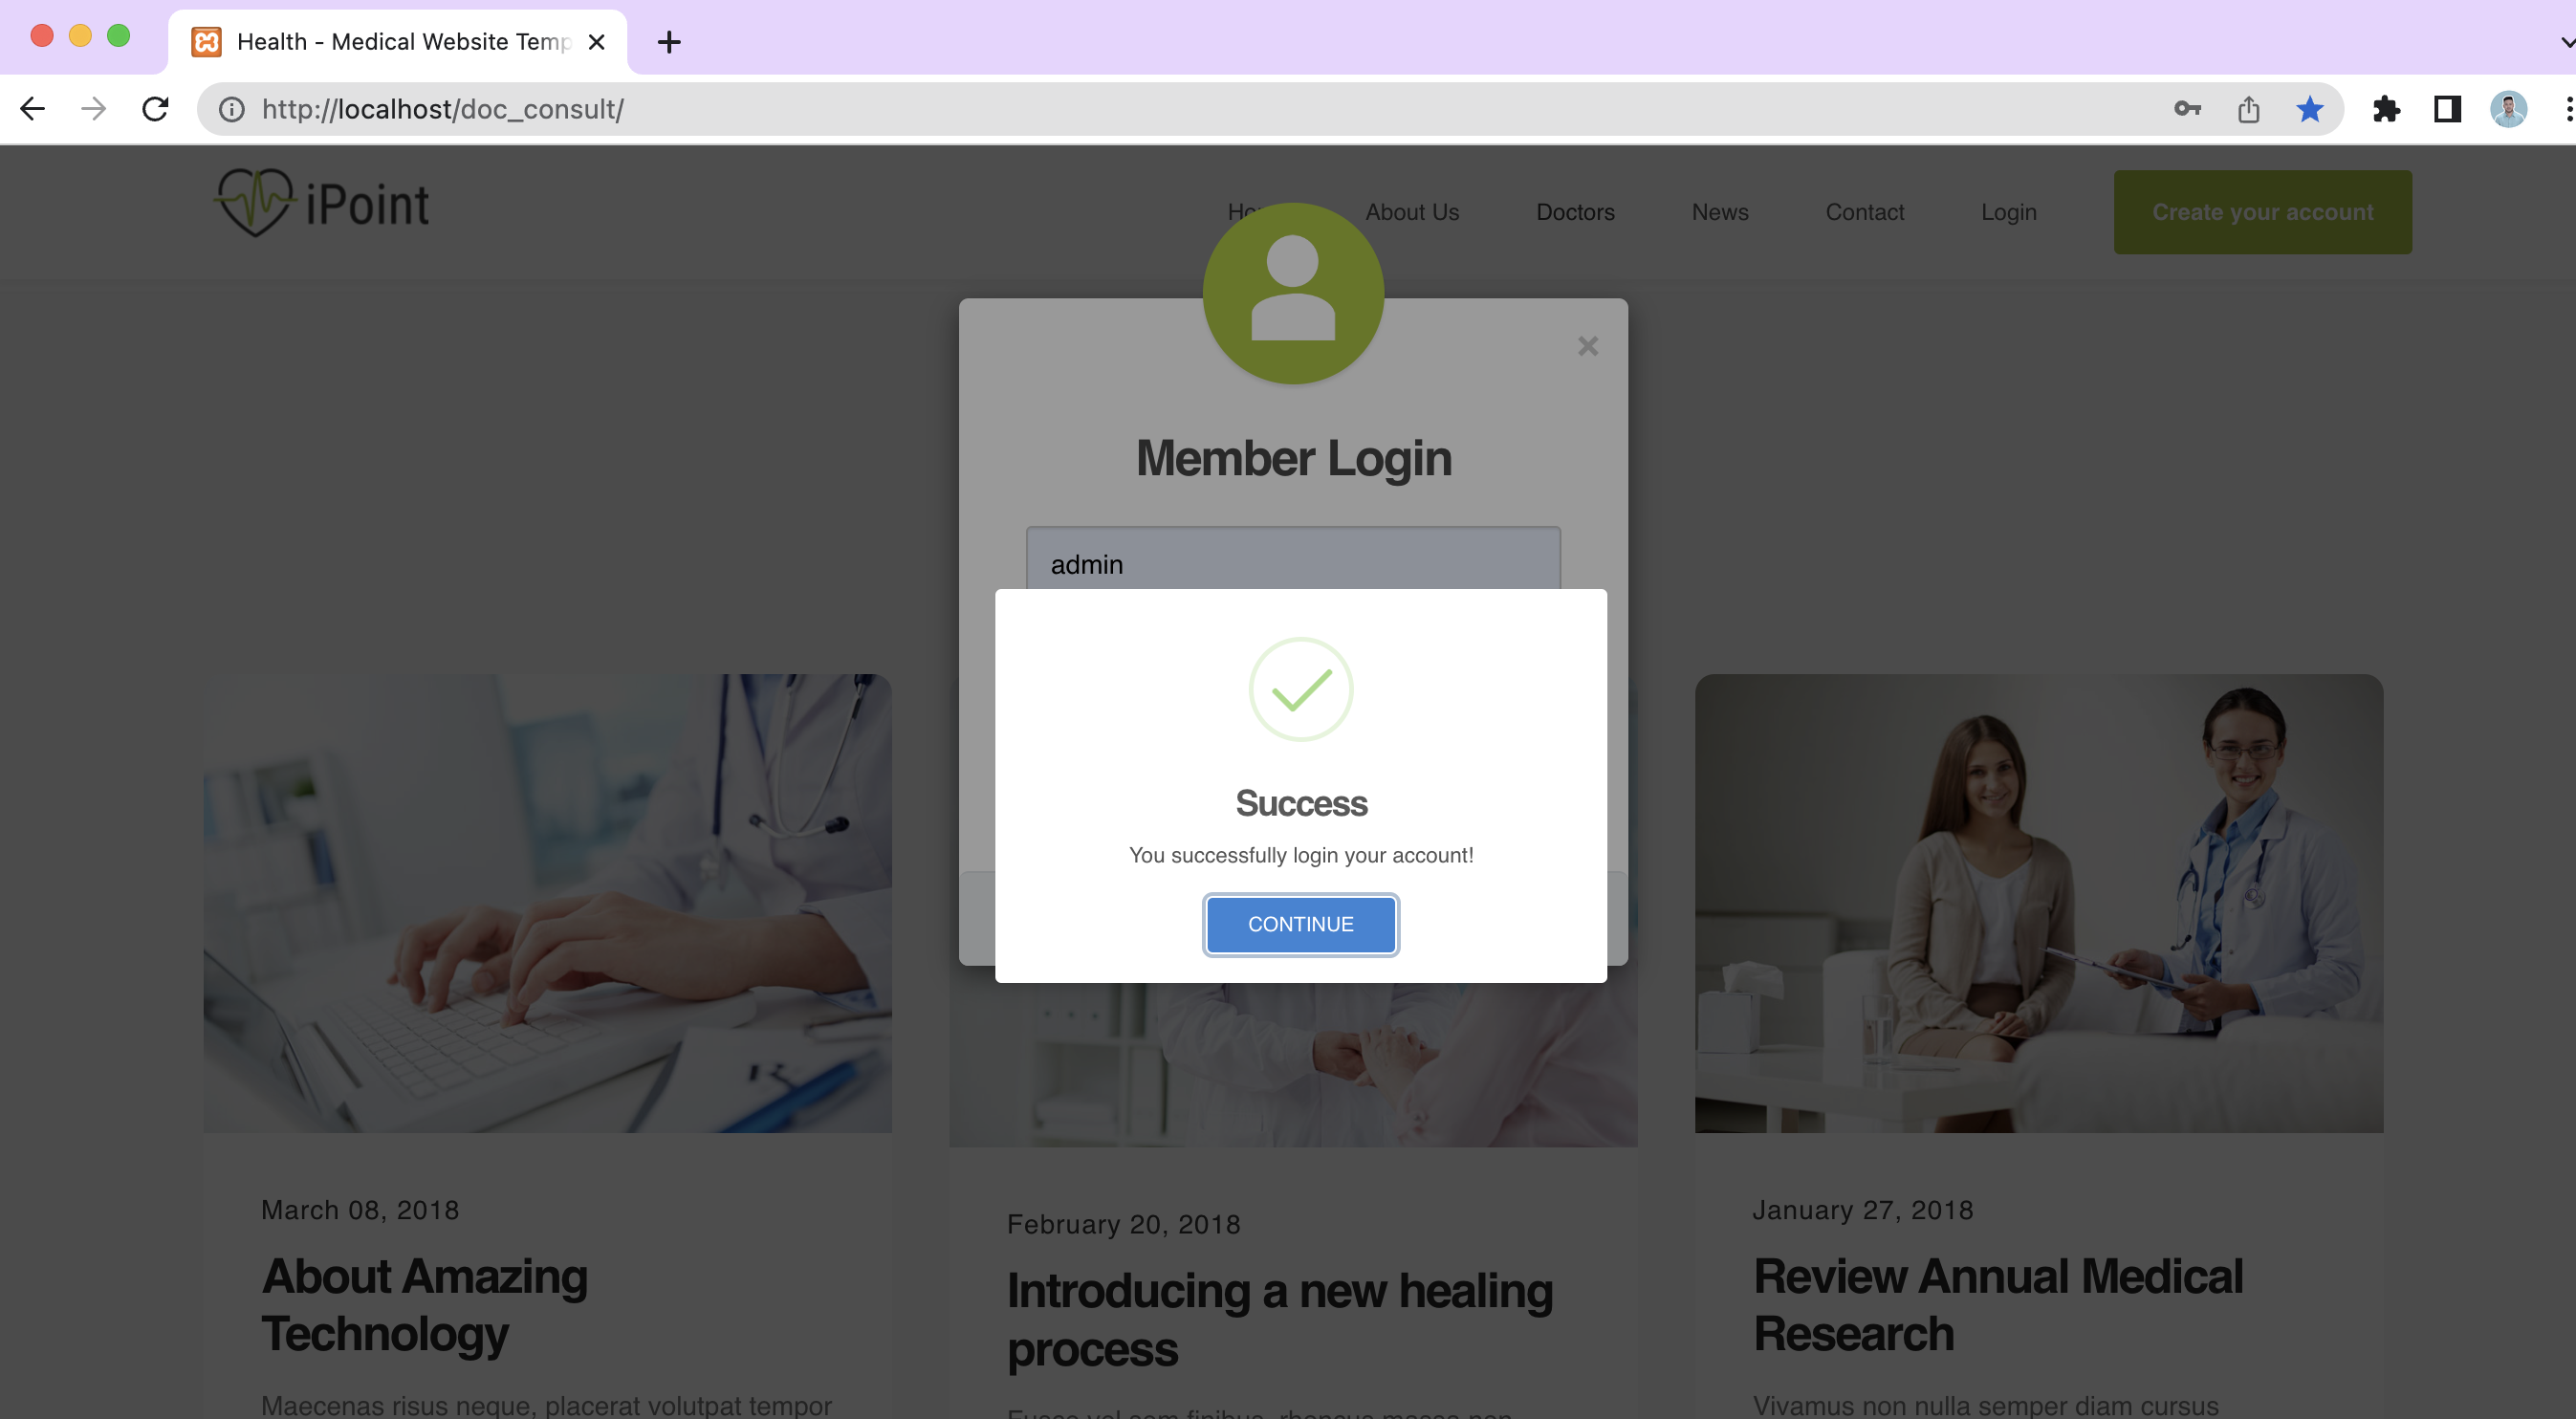 Health - Medical Website Temp
http://localhost/doc_consult/
iPoint
About Us
Doctors
News
Contact
Login
Create your account
Member Login
admin
Success
You successfully login your account!
CONTINUE
March 08, 2018
About Amazing
Technology
Maecenas risus neque, placerat volutpat tempor
February 20, 2018
Introducing a new healing
process
January 27, 2018
Review Annual Medical
Research
Vivamus non nulla semper diam cursus